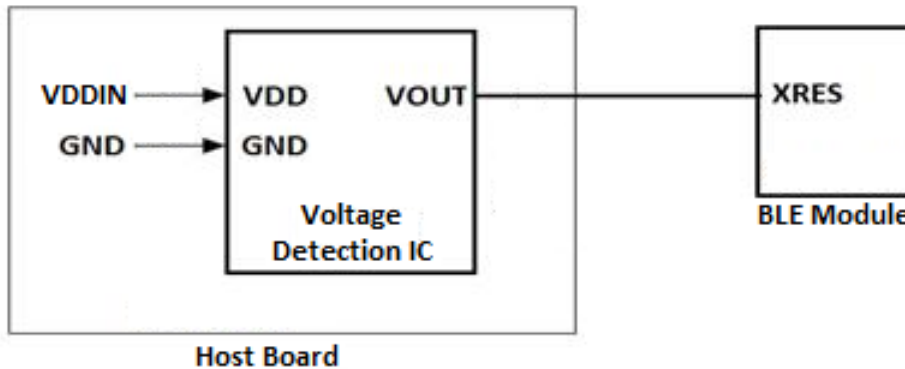 VDDIN
VDD
VOUT
XRES
GND
GND
Voltage
Detection IC
BLE Module
Host Board